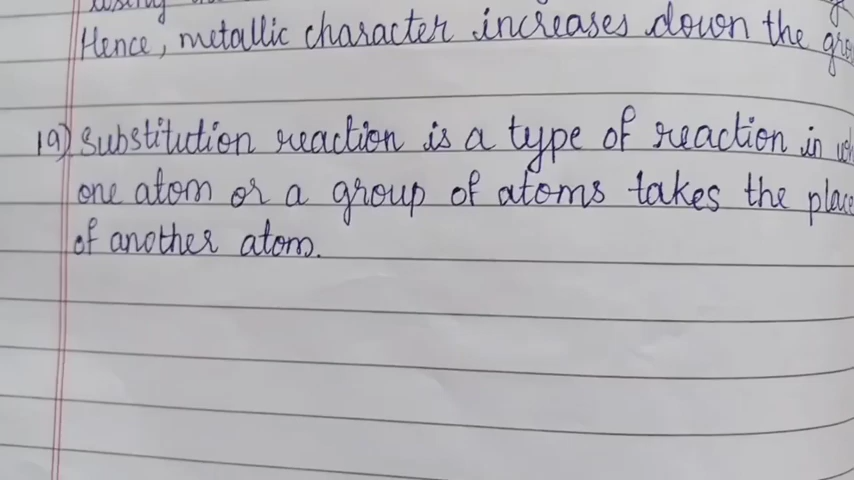 Hence, metallic character increases down the
19) Substitution reaction is a type of reaction in
one atom or a group of atoms takes the place
of another atom.